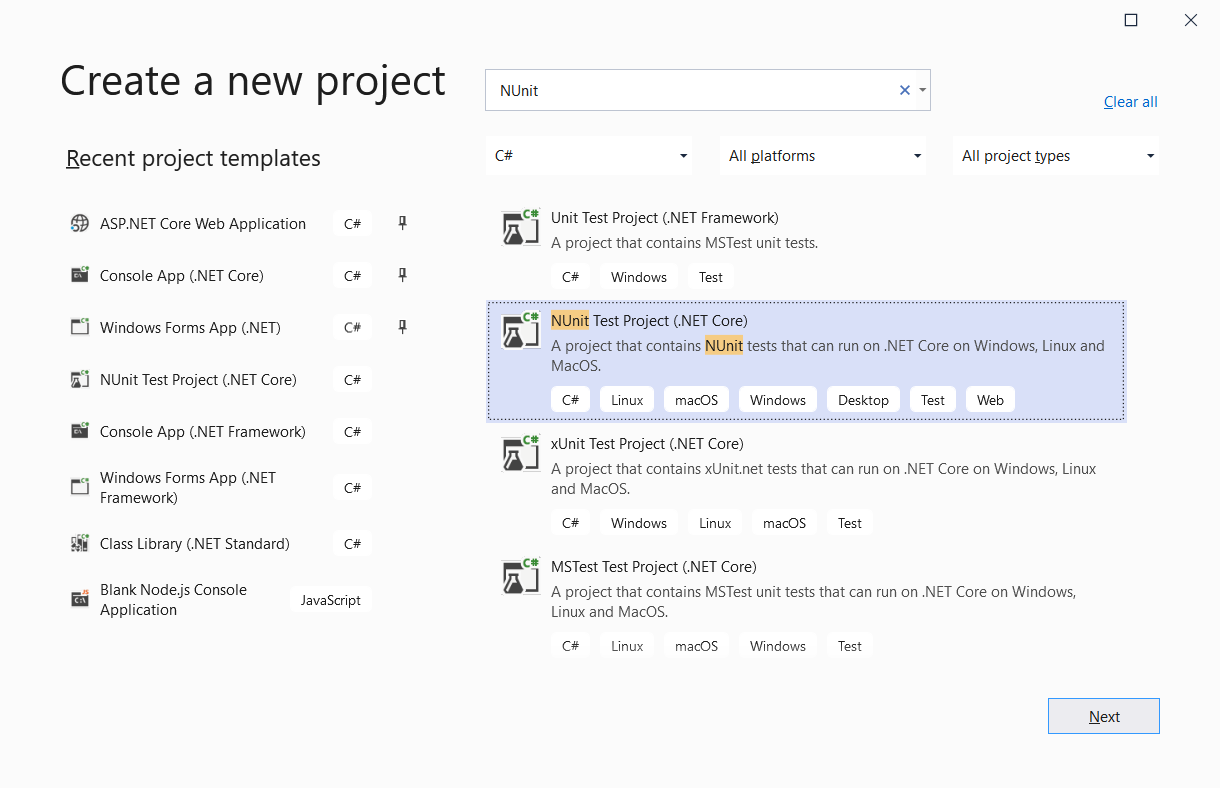 Create a new project
NUnit
Clear all
Recent project templates
C#
All platforms
All project types
ASP.NET Core Web Application
C#
Console App (.NET Core)
C#
Windows Forms App (.NET)
C#
NUnit Test Project (.NET Core)
C#
Console App (.NET Framework)
C#
Windows Forms App (.NET
Framework)
C#
Class Library (.NET Standard)
C#
Blank Node.js Console
Application
JavaScript
Unit Test Project (.NET Framework)
A project that contains MSTest unit tests.
C# Windows Test
NUnit Test Project (.NET Core)
A project that contains NUnit tests that can run on .NET Core on Windows, Linux and
MacOS.
C# Linux macOS Windows Desktop Test Web
xUnit Test Project (.NET Core)
A project that contains xUnit.net tests that can run on .NET Core on Windows, Linux
and MacOS.
C# Windows Linux macOS Test
MSTest Test Project (.NET Core)
A project that contains MSTest unit tests that can run on .NET Core on Windows,
Linux and MacOS.
C# Linux macOS Windows Test
Next